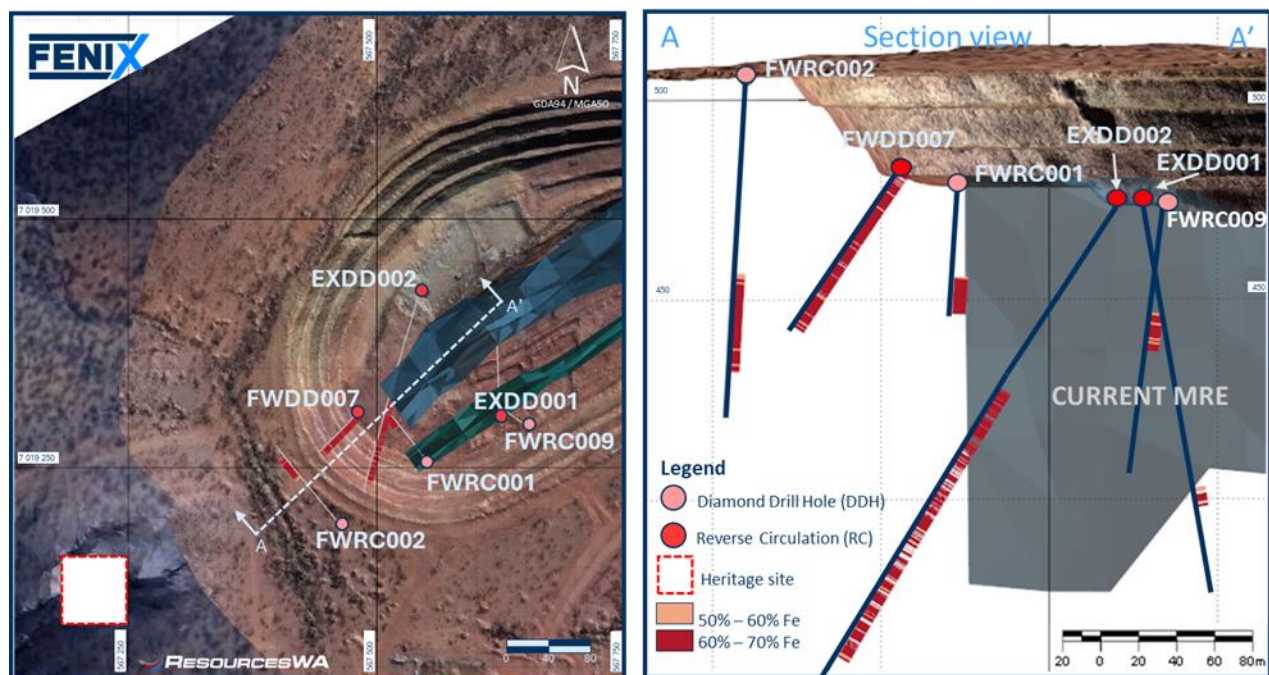 FENIX
567 500
567 750
N
GDA94 / MGA50
7 019 500
EXDD002
A'
FWDD007
EXDD001
FWRC009
7 019 250
FWRC001
A
FWRC002
567 250
567 500
567 750
RESOURCESWA
0 40 80
A
Section view
A'
FWRC002
500
500
FWDD007
EXDD002
EXDD001
FWRC001
FWRC009
450
450
CURRENT MRE
Legend
Diamond Drill Hole (DDH)
Reverse Circulation (RC)
Heritage site
50% – 60% Fe
60% – 70% Fe
20 0 20 40 60 80m